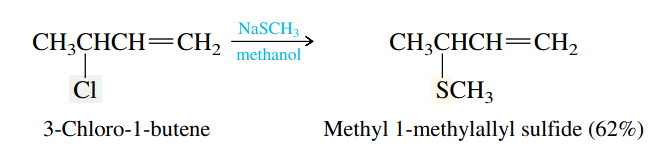 CH₃CHCH=CH₂ NaSCH₃ methanol CH₃CHCH=CH₂
Cl SCH₃
3-Chloro-1-butene Methyl 1-methylallyl sulfide (62%)